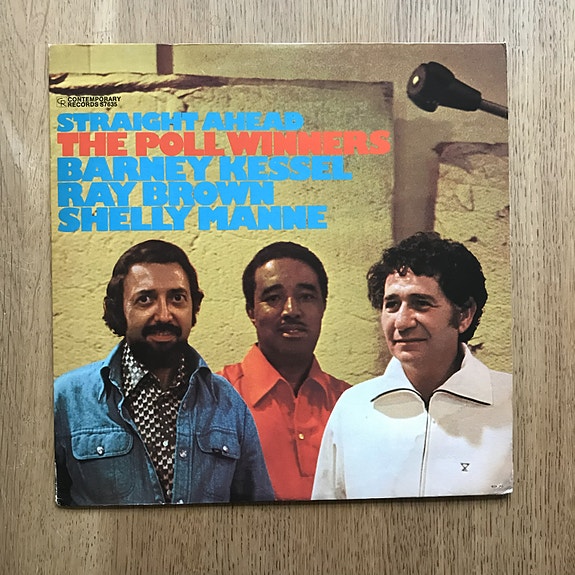 CONTEMPORARY
RECORDS S7635
STRAIGHT AHEAD
THE POLL WINNERS
BARNEY KESSEL
RAY BROWN
SHELLY MANNE